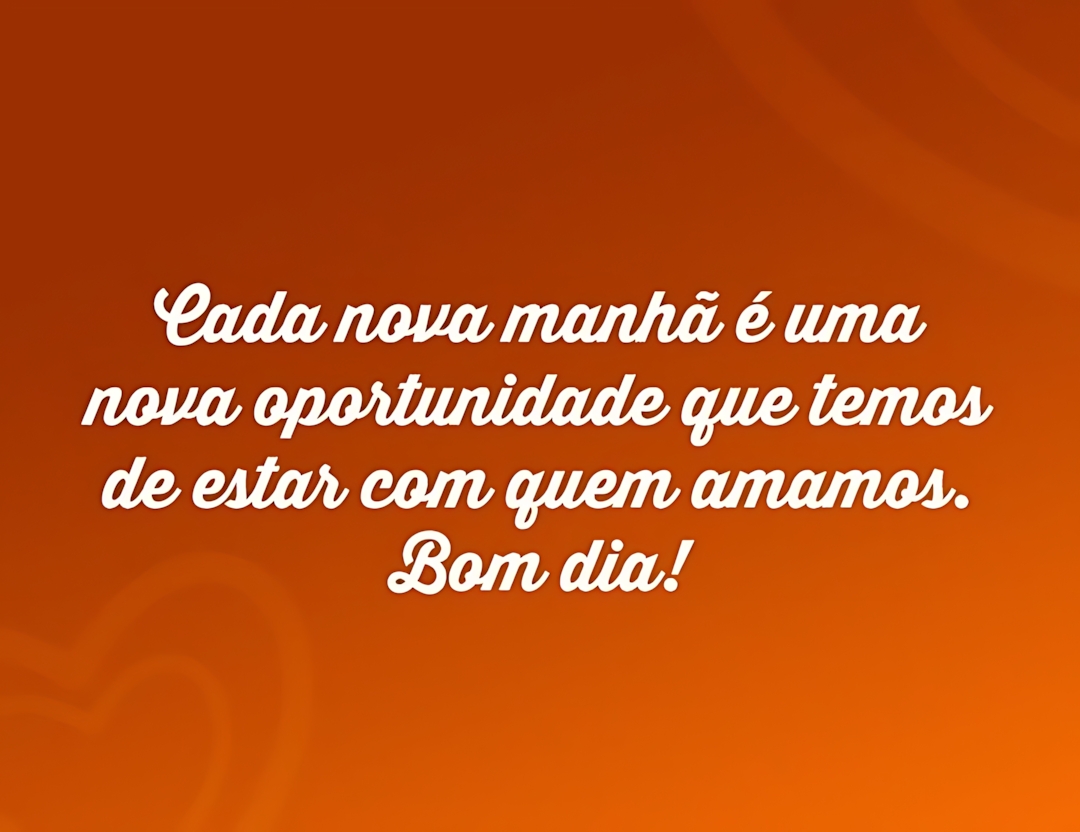 Cada nova manhã é uma
nova oportunidade que temos
de estar com quem amamos.
Bom dia!